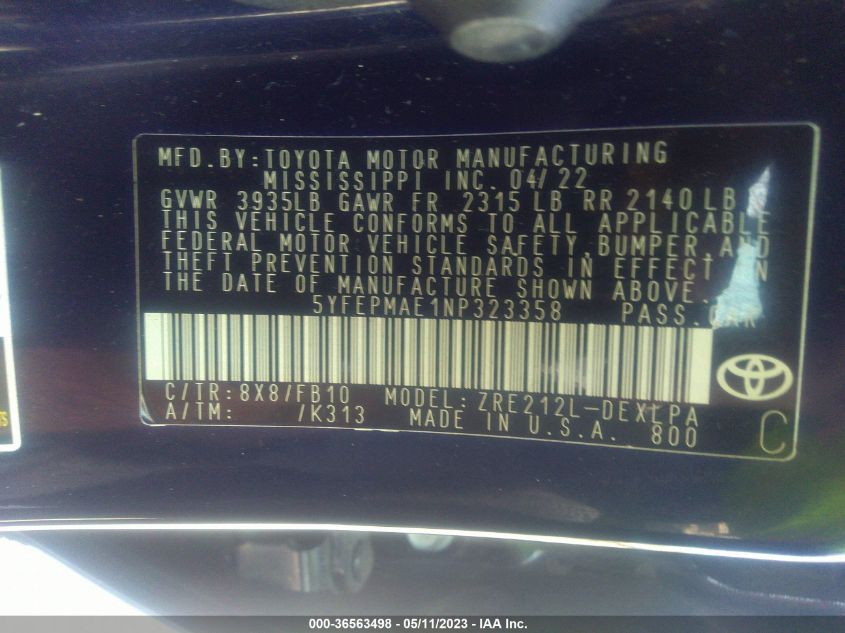 MFD.BY:TOYOTA MOTOR MANUFACTURING
MISSISSIPPI INC. 04/22
GVWR 3935LB GAWR FR 2315 LB RR 2140 LB
THIS VEHICLE CONFORMS TO ALL APPLICABLE
FEDERAL MOTOR VEHICLE SAFETY, BUMPER, AND
THEFT PREVENTION STANDARDS IN EFFECT
THE DATE OF MANUFACTURE SHOWN ABOVE.
5YFEPMAE1NP323358 PASS. CAR
C/TR:8X8/FB10 MODEL:ZRE212L-DEXLPA
A/TM: /K313 MADE IN U.S.A. 800
C
000-36563498 - 05/11/2023 - IAA Inc.